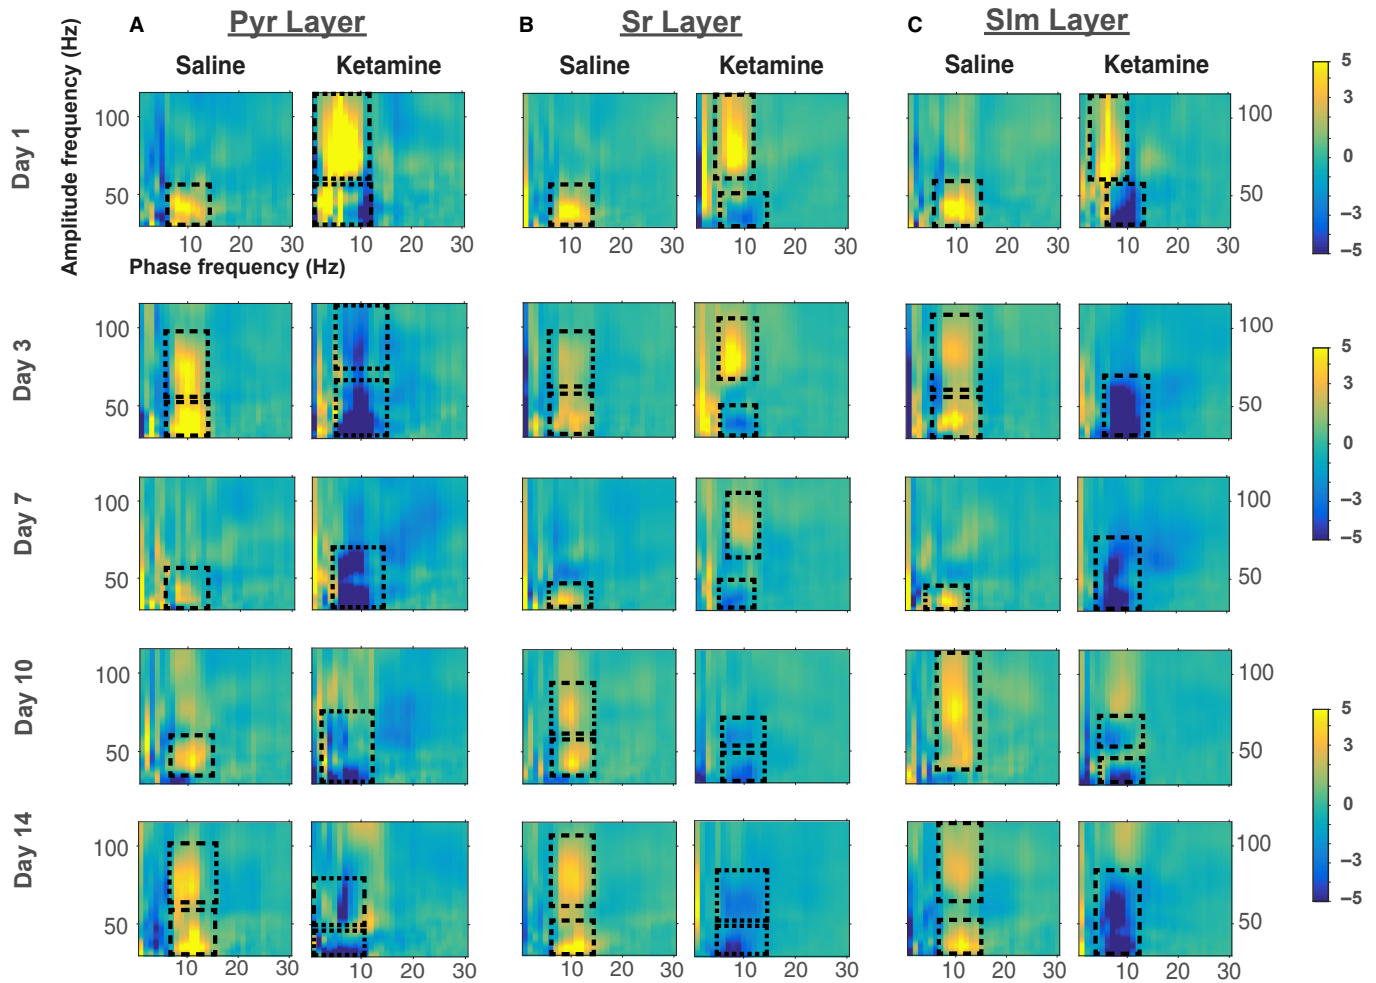 A Pyr Layer B Sr Layer C Slm Layer
Saline Ketamine Saline Ketamine Saline Ketamine
Amplitude frequency (Hz)
Phase frequency (Hz)
Day 1
100 50 100 50
10 20 30 10 20 30 10 20 30 10 20 30 10 20 30 10 20 30
5 3 0 −3 −5
Day 3
100 50 100 50
5 3 0 −3 −5
Day 7
100 50 100 50
Day 10
100 50 100 50
5 3 0 −3 −5
Day 14
100 50 100 50
10 20 30 10 20 30 10 20 30 10 20 30 10 20 30 10 20 30